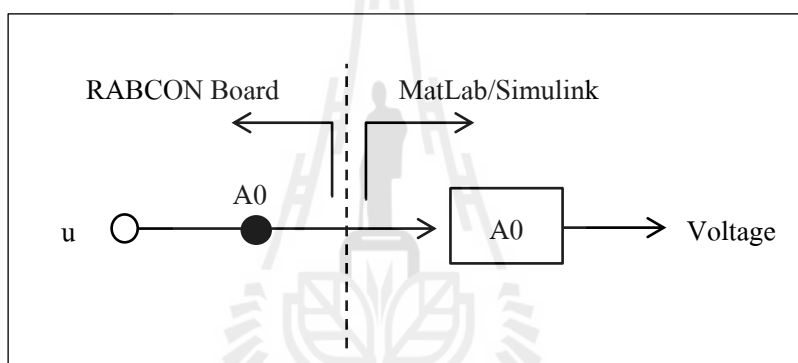 RABCON Board
MatLab/Simulink
A0
u
A0
Voltage